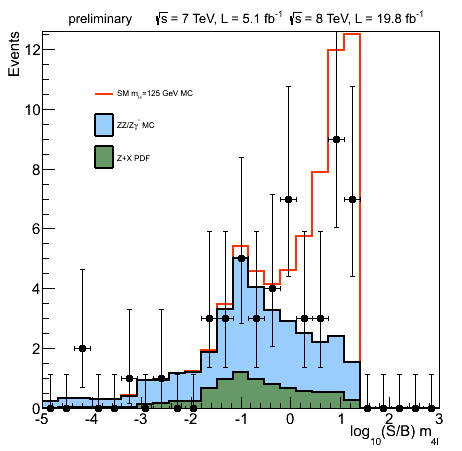 preliminary √s = 7 TeV, L = 5.1 fb⁻¹ √s = 8 TeV, L = 19.8 fb⁻¹
Events
12
10
8
6
4
2
0
SM m_H=125 GeV MC
ZZ/Zγ* MC
Z+X PDF
-5 -4 -3 -2 -1 0 1 2 3
log₁₀(S/B) m₄ₗ